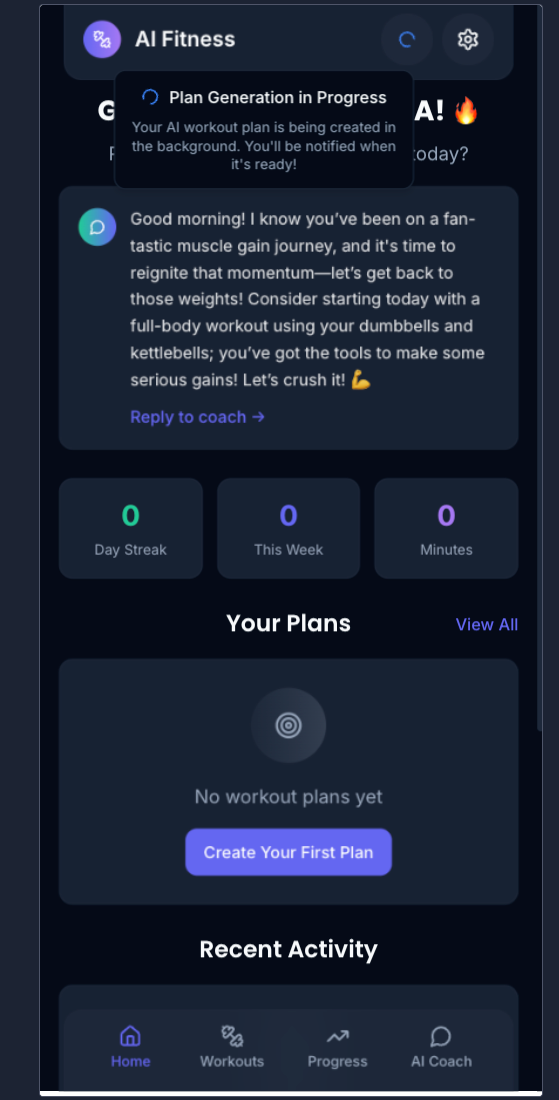 AI Fitness
Plan Generation in Progress
Your AI workout plan is being created in
the background. You'll be notified when
it's ready!
A! 🔥
today?
Good morning! I know you’ve been on a fan-
tastic muscle gain journey, and it's time to
reignite that momentum—let’s get back to
those weights! Consider starting today with a
full-body workout using your dumbbells and
kettlebells; you’ve got the tools to make some
serious gains! Let’s crush it! 💪
Reply to coach →
0
Day Streak
0
This Week
0
Minutes
Your Plans
View All
No workout plans yet
Create Your First Plan
Recent Activity
Home
Workouts
Progress
AI Coach